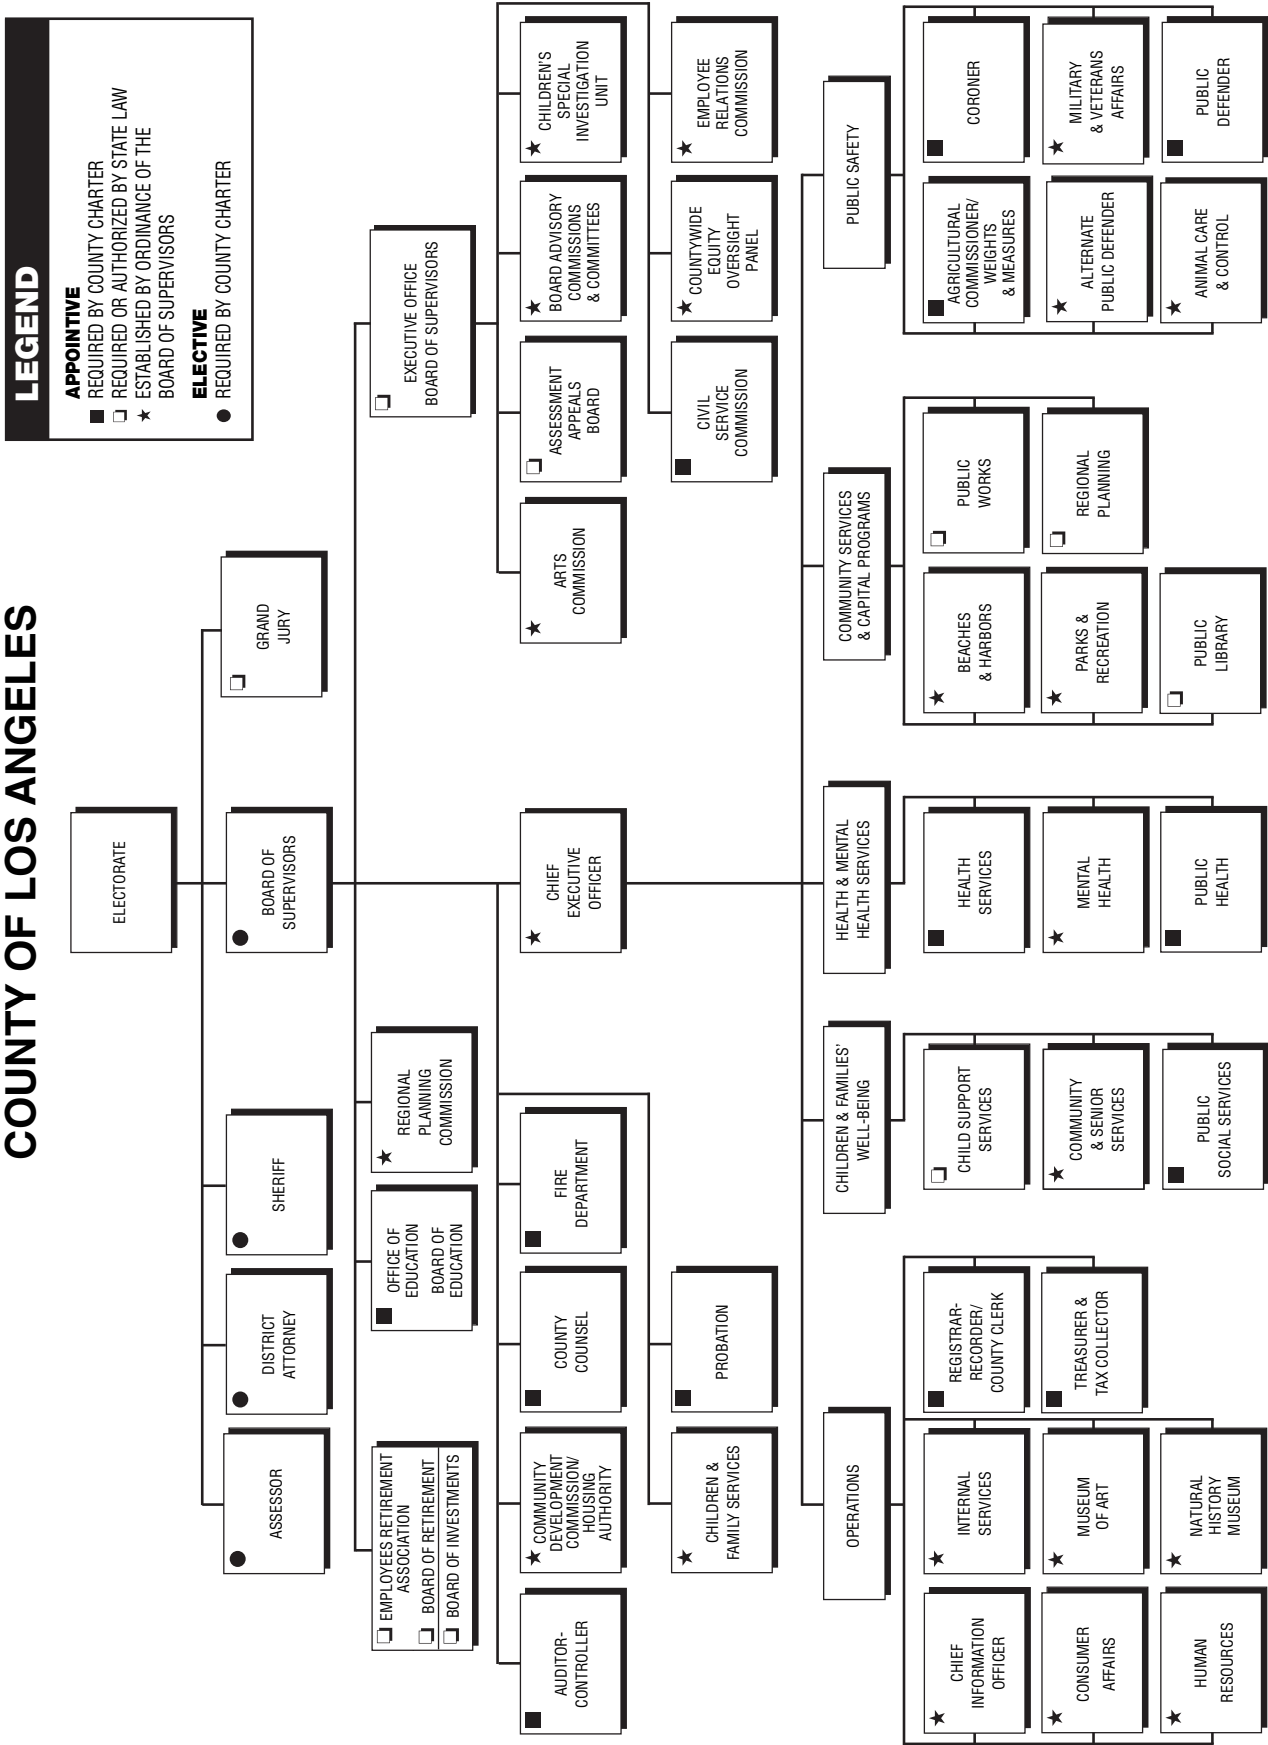 COUNTY OF LOS ANGELES
LEGEND
APPOINTIVE
REQUIRED BY COUNTY CHARTER
REQUIRED OR AUTHORIZED BY STATE LAW
ESTABLISHED BY ORDINANCE OF THE
BOARD OF SUPERVISORS
ELECTIVE
REQUIRED BY COUNTY CHARTER
ELECTORATE
ASSESSOR
DISTRICT
ATTORNEY
SHERIFF
BOARD OF
SUPERVISORS
GRAND
JURY
EMPLOYEES RETIREMENT
ASSOCIATION
BOARD OF RETIREMENT
BOARD OF INVESTMENTS
OFFICE OF
EDUCATION
BOARD OF
EDUCATION
REGIONAL
PLANNING
COMMISSION
EXECUTIVE OFFICE
BOARD OF SUPERVISORS
AUDITOR-
CONTROLLER
COMMUNITY
DEVELOPMENT
COMMISSION/
HOUSING
AUTHORITY
COUNTY
COUNSEL
FIRE
DEPARTMENT
CHIEF
EXECUTIVE
OFFICER
ARTS
COMMISSION
ASSESSMENT
APPEALS
BOARD
BOARD ADVISORY
COMMISSIONS
& COMMITTEES
CHILDREN'S
SPECIAL
INVESTIGATION
UNIT
CHILDREN &
FAMILY SERVICES
PROBATION
CIVIL
SERVICE
COMMISSION
COUNTYWIDE
EQUITY
OVERSIGHT
PANEL
EMPLOYEE
RELATIONS
COMMISSION
OPERATIONS
CHILDREN & FAMILIES'
WELL-BEING
HEALTH & MENTAL
HEALTH SERVICES
COMMUNITY SERVICES
& CAPITAL PROGRAMS
PUBLIC SAFETY
CHIEF
INFORMATION
OFFICER
INTERNAL
SERVICES
REGISTRAR-
RECORDER/
COUNTY CLERK
CHILD SUPPORT
SERVICES
HEALTH
SERVICES
BEACHES
& HARBORS
PUBLIC
WORKS
AGRICULTURAL
COMMISSIONER/
WEIGHTS
& MEASURES
CORONER
CONSUMER
AFFAIRS
MUSEUM
OF ART
TREASURER &
TAX COLLECTOR
COMMUNITY
& SENIOR
SERVICES
MENTAL
HEALTH
PARKS &
RECREATION
REGIONAL
PLANNING
ALTERNATE
PUBLIC DEFENDER
MILITARY
& VETERANS
AFFAIRS
HUMAN
RESOURCES
NATURAL
HISTORY
MUSEUM
PUBLIC
SOCIAL SERVICES
PUBLIC
HEALTH
PUBLIC
LIBRARY
ANIMAL CARE
& CONTROL
PUBLIC
DEFENDER